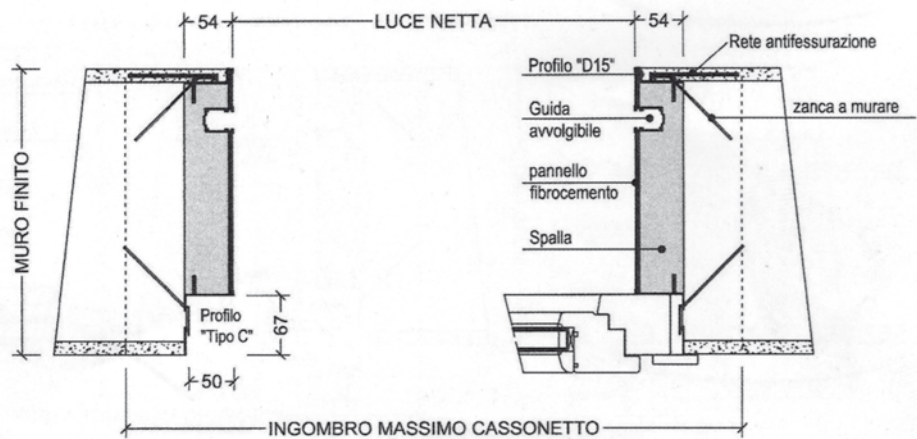 54
LUCE NETTA
54
Rete antifessurazione
Profilo "D15"
Guida
avvolgibile
zanca a murare
MURO FINITO
pannello
fibrocemento
Spalla
Profilo
"Tipo C"
67
50
INGOMBRO MASSIMO CASSONETTO